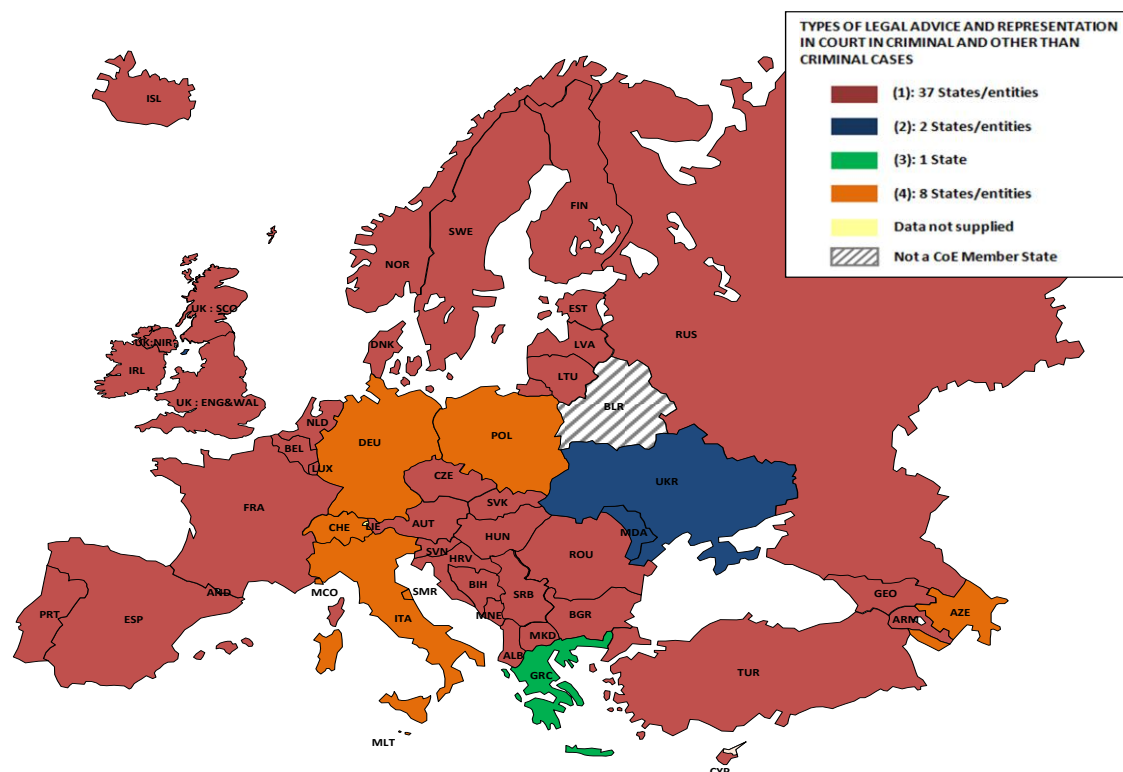 TYPES OF LEGAL ADVICE AND REPRESENTATION
IN COURT IN CRIMINAL AND OTHER THAN
CRIMINAL CASES
(1): 37 States/entities
(2): 2 States/entities
(3): 1 State
(4): 8 States/entities
Data not supplied
Not a CoE Member State
ISL
FIN
SWE
NOR
UK : SCO
EST
RUS
UK:NIR
DNK
LVA
IRL
LTU
UK : ENG&WAL
BLR
NLD
DEU
POL
BEL
LUX
CZE
UKR
SVK
FRA
CHE
LIE
AUT
MDA
HUN
SVN
HRV
ROU
BIH
AND
MCO
SMR
SRB
GEO
PRT
ESP
ITA
MNE
BGR
AZE
ARM
MKD
ALB
GRC
TUR
MLT
CYP